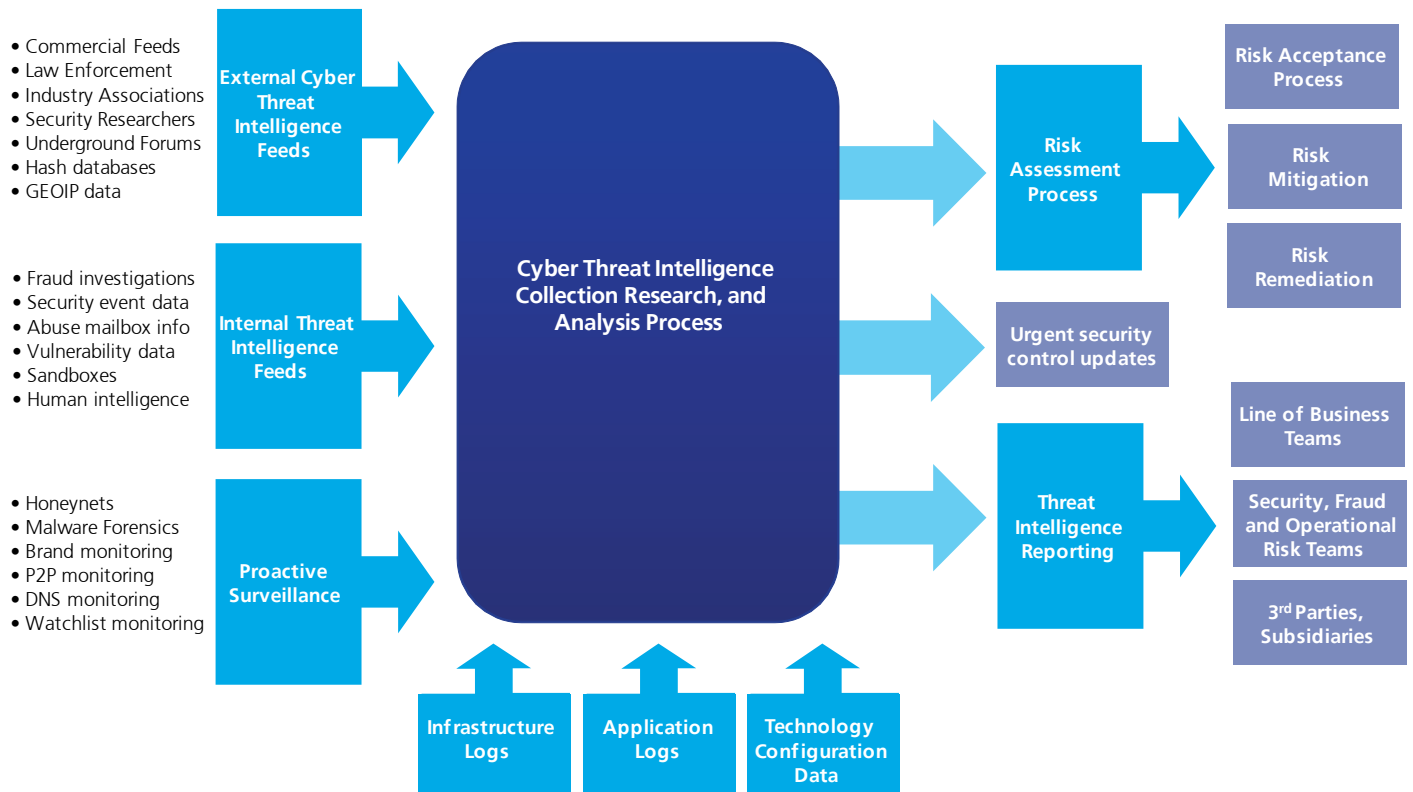 • Commercial Feeds
• Law Enforcement
• Industry Associations
• Security Researchers
• Underground Forums
• Hash databases
• GEOIP data
External Cyber
Threat
Intelligence
Feeds
• Fraud investigations
• Security event data
• Abuse mailbox info
• Vulnerability data
• Sandboxes
• Human intelligence
Internal Threat
Intelligence
Feeds
• Honeynets
• Malware Forensics
• Brand monitoring
• P2P monitoring
• DNS monitoring
• Watchlist monitoring
Proactive
Surveillance
Cyber Threat Intelligence
Collection Research, and
Analysis Process
Infrastructure
Logs
Application
Logs
Technology
Configuration
Data
Risk
Assessment
Process
Risk Acceptance
Process
Risk
Mitigation
Risk
Remediation
Urgent security
control updates
Threat
Intelligence
Reporting
Line of Business
Teams
Security, Fraud
and Operational
Risk Teams
3rd Parties,
Subsidiaries